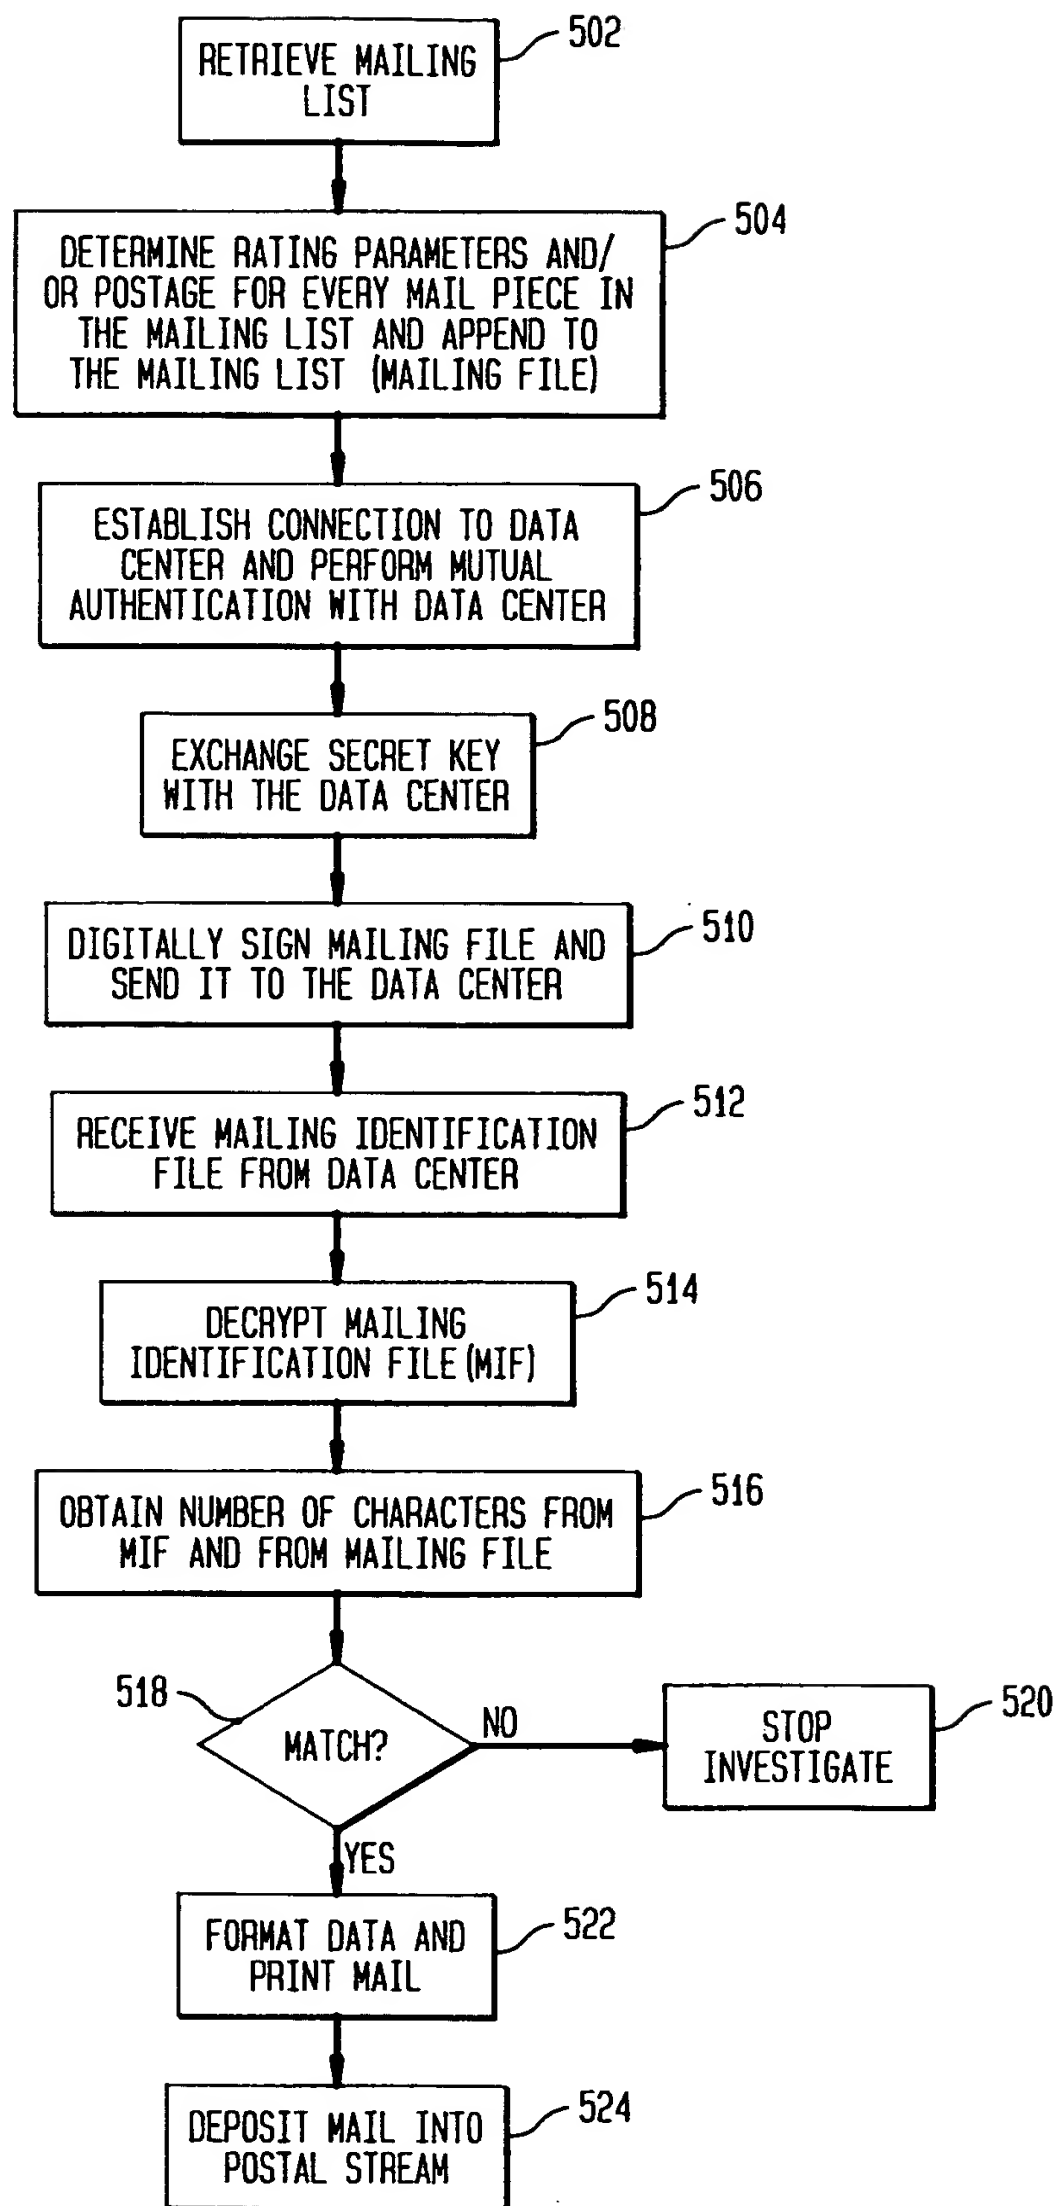 502
RETRIEVE MAILING
LIST
504
DETERMINE RATING PARAMETERS AND/
OR POSTAGE FOR EVERY MAIL PIECE IN
THE MAILING LIST AND APPEND TO
THE MAILING LIST (MAILING FILE)
506
ESTABLISH CONNECTION TO DATA
CENTER AND PERFORM MUTUAL
AUTHENTICATION WITH DATA CENTER
508
EXCHANGE SECRET KEY
WITH THE DATA CENTER
510
DIGITALLY SIGN MAILING FILE AND
SEND IT TO THE DATA CENTER
512
RECEIVE MAILING IDENTIFICATION
FILE FROM DATA CENTER
514
DECRYPT MAILING
IDENTIFICATION FILE (MIF)
516
OBTAIN NUMBER OF CHARACTERS FROM
MIF AND FROM MAILING FILE
518
MATCH?
NO
520
STOP
INVESTIGATE
YES
522
FORMAT DATA AND
PRINT MAIL
524
DEPOSIT MAIL INTO
POSTAL STREAM